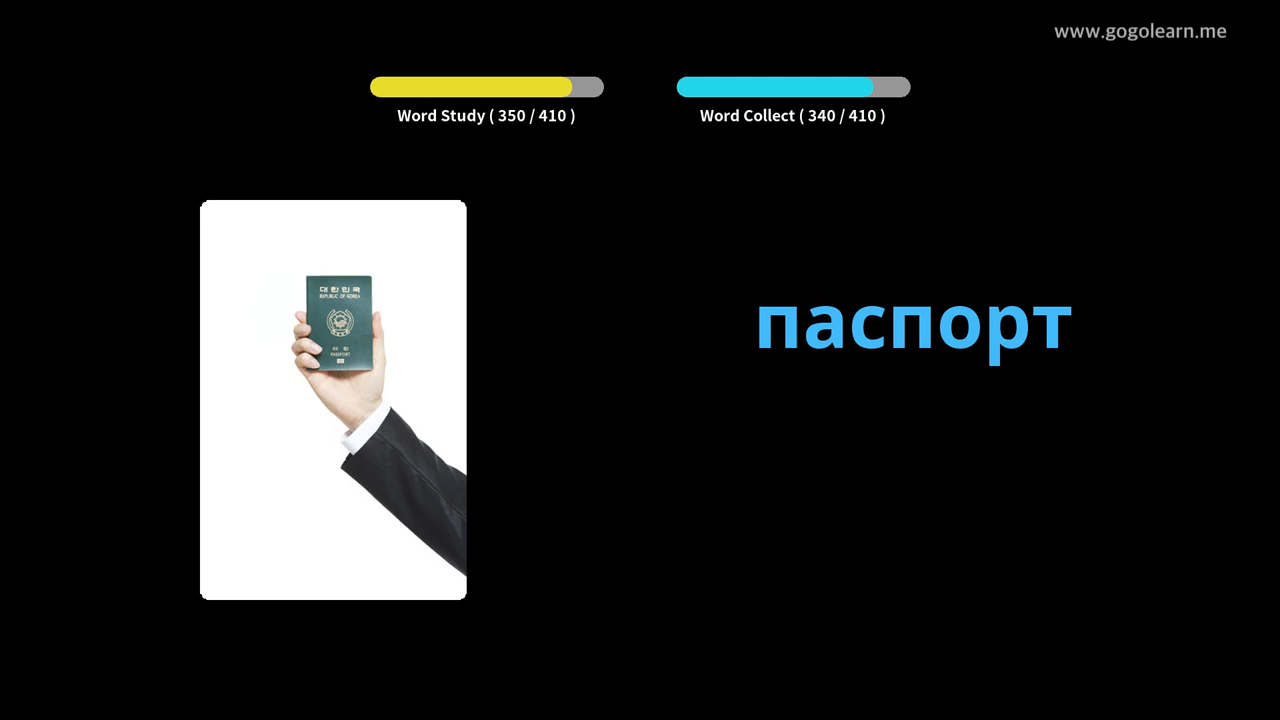 www.gogolearn.me
Word Study ( 350 / 410 )
Word Collect ( 340 / 410 )
대한민국
REPUBLIC OF KOREA
паспорт
여권
PASSPORT